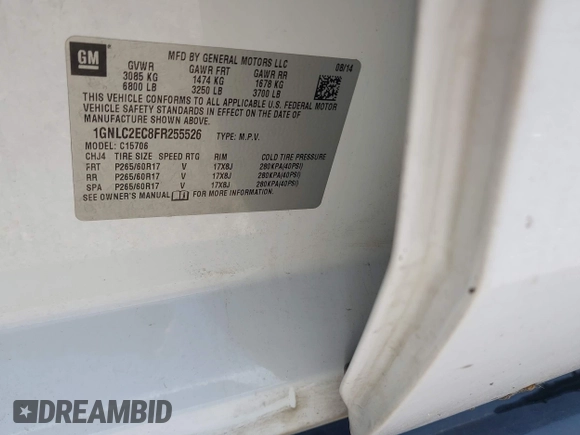 GM
MFD BY GENERAL MOTORS LLC
08/14
GVWR GAWR FRT GAWR RR
3085 KG 1474 KG 1678 KG
6800 LB 3250 LB 3700 LB
THIS VEHICLE CONFORMS TO ALL APPLICABLE U.S. FEDERAL MOTOR
VEHICLE SAFETY STANDARDS IN EFFECT ON THE DATE OF
MANUFACTURE SHOWN ABOVE.
1GNLC2EC8FR255526 TYPE: M.P.V.
MODEL: C15706
CHJ4 TIRE SIZE SPEED RTG RIM COLD TIRE PRESSURE
FRT P265/60R17 V 17X8J 280KPA(40PSI)
RR P265/60R17 V 17X8J 280KPA(40PSI)
SPA P265/60R17 V 17X8J 280KPA(40PSI)
SEE OWNER'S MANUAL FOR MORE INFORMATION.
DREAMBID